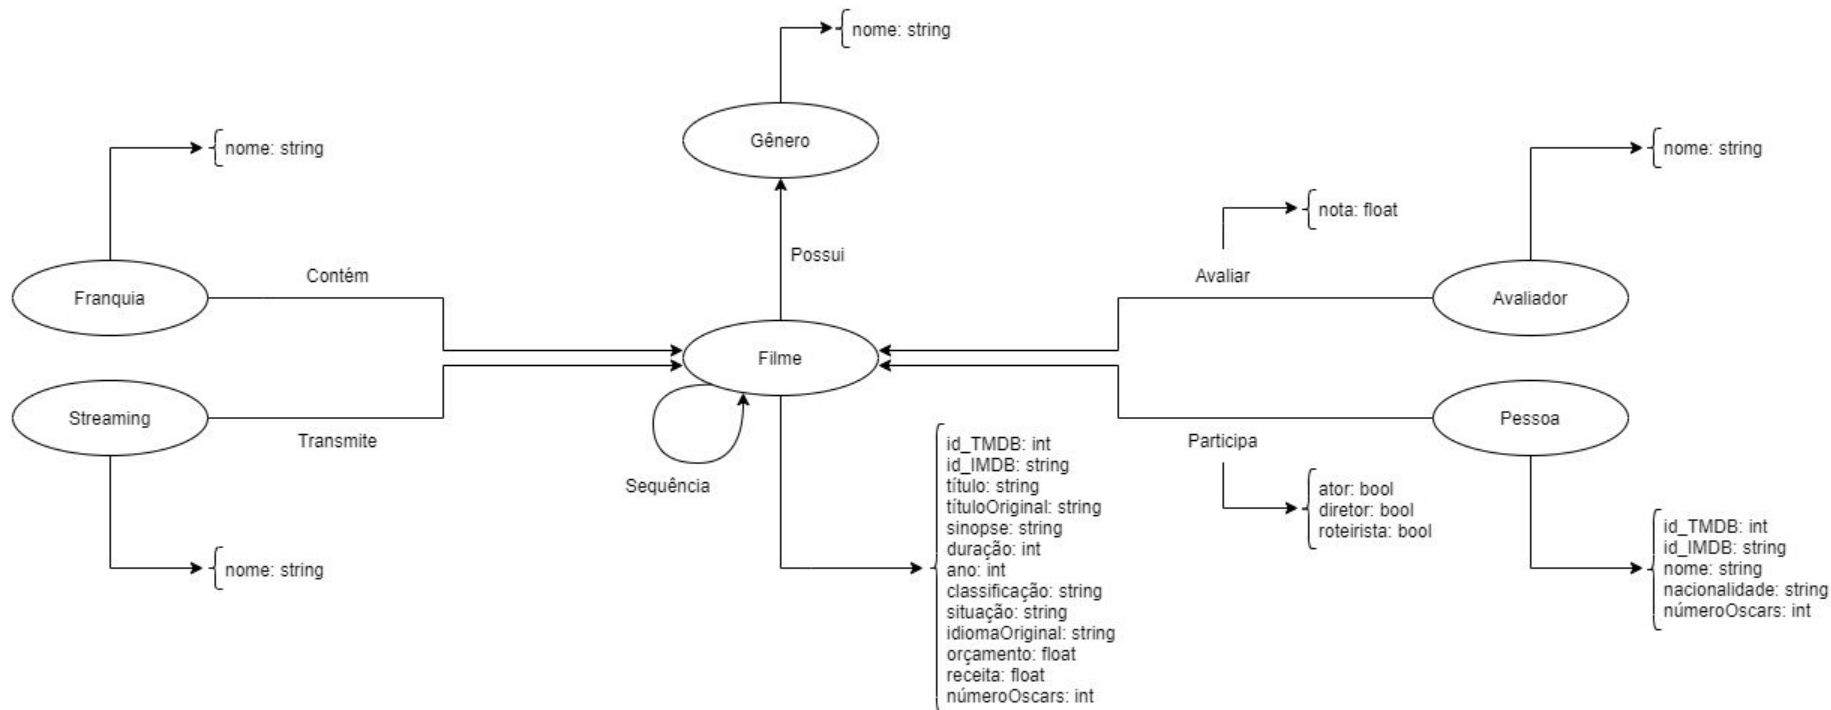 nome: string
Gênero
nome: string
nome: string
nota: float
Possui
Contêm
Avaliar
Franquia
Avaliador
Filme
Streaming
Pessoa
Transmite
Participa
Sequência
id_TMDB: int
id_IMDB: string
título: string
títuloOriginal: string
sinopse: string
duração: int
ano: int
classificação: string
situação: string
idiomaOriginal: string
orçamento: float
receita: float
númeroOscars: int
ator: bool
diretor: bool
roteirista: bool
id_TMDB: int
id_IMDB: string
nome: string
nacionalidade: string
númeroOscars: int
nome: string